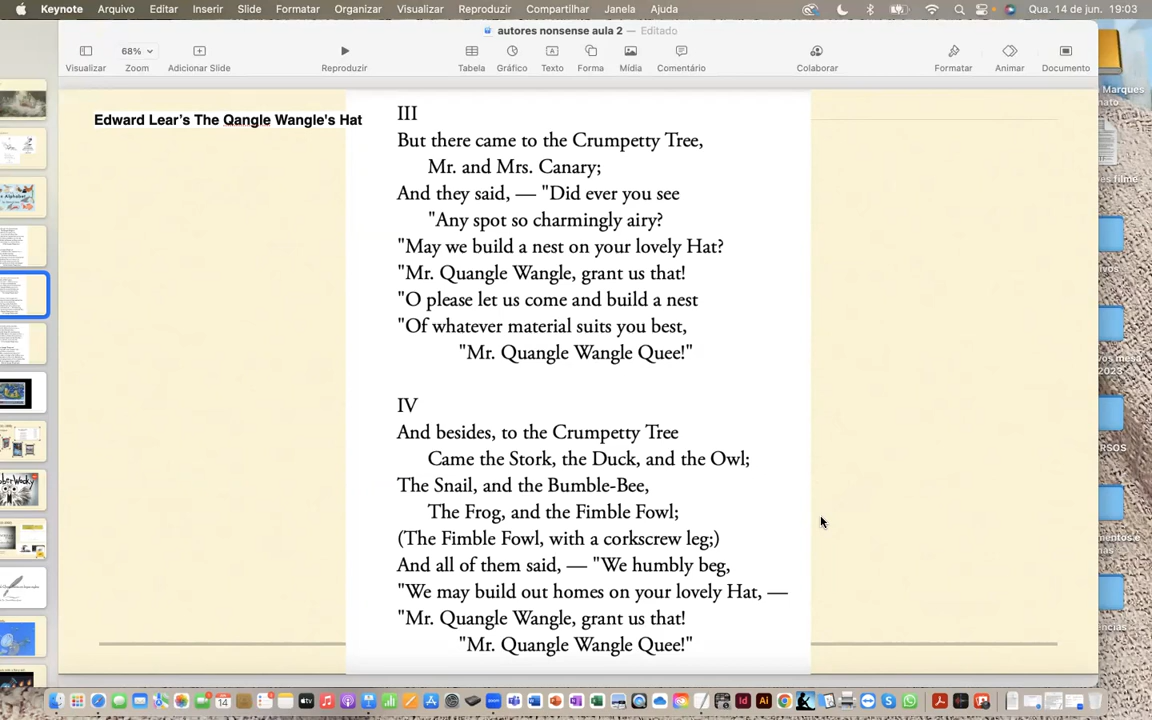 Keynote Arquivo Editar Inserir Slide Formatar Organizar Visualizar Reproduzir Compartilhar Janela Ajuda Qua. 14 de jun. 19:03
autores nonsense aula 2 — Editado
68%
Visualizar Zoom Adicionar Slide Reproduzir Tabela Gráfico Texto Forma Mídia Comentário Colaborar Formatar Animar Documento
Edward Lear's The Qangle Wangle's Hat
III
But there came to the Crumpetty Tree,
Mr. and Mrs. Canary;
And they said, — "Did ever you see
"Any spot so charmingly airy?
"May we build a nest on your lovely Hat?
"Mr. Quangle Wangle, grant us that!
"O please let us come and build a nest
"Of whatever material suits you best,
"Mr. Quangle Wangle Quee!"
IV
And besides, to the Crumpetty Tree
Came the Stork, the Duck, and the Owl;
The Snail, and the Bumble-Bee,
The Frog, and the Fimble Fowl;
(The Fimble Fowl, with a corkscrew leg;)
And all of them said, — "We humbly beg,
"We may build out homes on your lovely Hat, —
"Mr. Quangle Wangle, grant us that!
"Mr. Quangle Wangle Quee!"
Marques
filme
2023